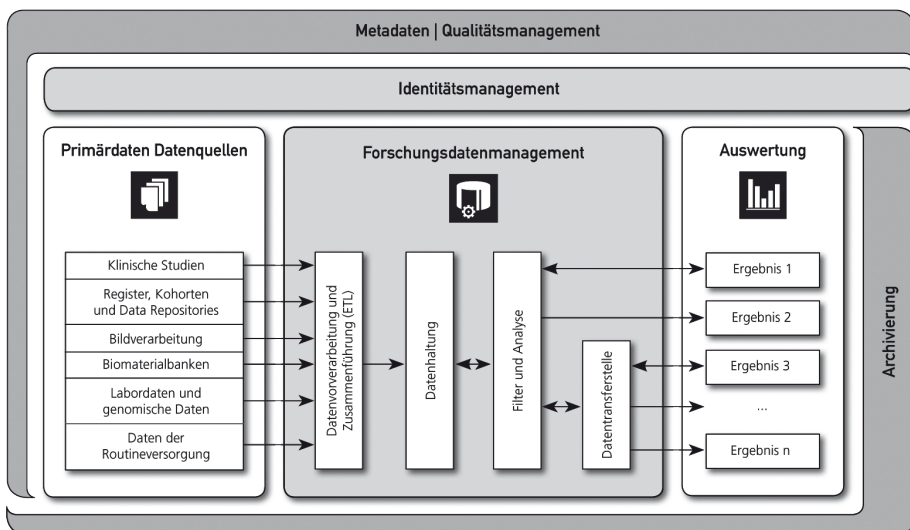 Metadaten | Qualitätsmanagement
Identitätsmanagement
Primärdaten Datenquellen
Klinische Studien
Register, Kohorten
und Data Repositories
Bildverarbeitung
Biomaterialbanken
Labordaten und
genomische Daten
Daten der
Routineversorgung
Forschungsdatenmanagement
Datenvorverarbeitung und
Zusammenführung (ETL)
Datenhaltung
Filter und Analyse
Datentransferstelle
Auswertung
Ergebnis 1
Ergebnis 2
Ergebnis 3
...
Ergebnis n
Archivierung